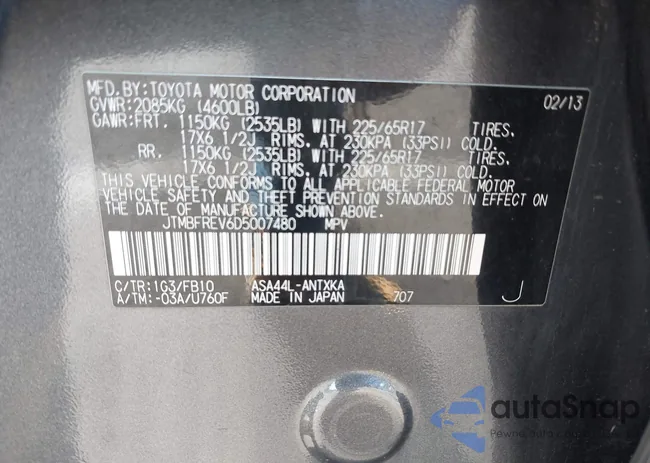 MFD. BY: TOYOTA MOTOR CORPORATION 02/13
GVWR: 2085KG (4600LB)
GAWR: FRT. 1150KG (2535LB) WITH 225/65R17 TIRES,
17X6 1/2J RIMS, AT 230KPA (33PSI) COLD.
RR. 1150KG (2535LB) WITH 225/65R17 TIRES,
17X6 1/2J RIMS, AT 230KPA (33PSI) COLD.
THIS VEHICLE CONFORMS TO ALL APPLICABLE FEDERAL MOTOR
VEHICLE SAFETY AND THEFT PREVENTION STANDARDS IN EFFECT ON
THE DATE OF MANUFACTURE SHOWN ABOVE.
JTMBFREV6D5007480 MPV
C/TR: 1G3/FB10 ASA44L-ANTXKA
A/TM: -03A/U760F MADE IN JAPAN 707 J
autaSnap